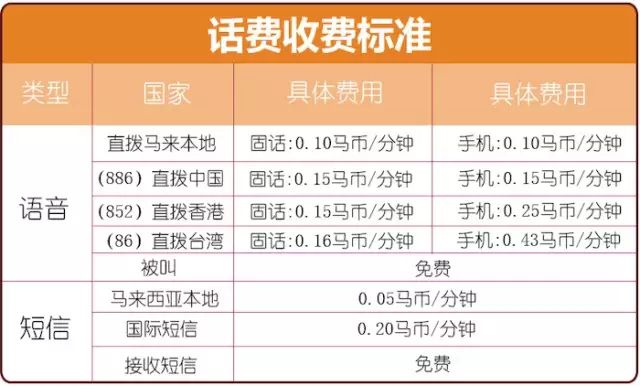 话费收费标准
类型 国家 具体费用 具体费用
语音
直拨马来本地 固话:0.10马币/分钟 手机:0.10马币/分钟
(886) 直拨中国 固话:0.15马币/分钟 手机:0.15马币/分钟
(852) 直拨香港 固话:0.15马币/分钟 手机:0.25马币/分钟
(86) 直拨台湾 固话:0.16马币/分钟 手机:0.43马币/分钟
被叫 免费
短信
马来西亚本地 0.05马币/分钟
国际短信 0.20马币/分钟
接收短信 免费